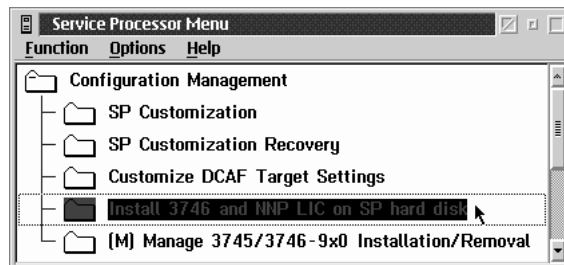 Service Processor Menu
Function Options Help
Configuration Management
SP Customization
SP Customization Recovery
Customize DCAF Target Settings
Install 3746 and NNP LIC on SP hard disk
(M) Manage 3745/3746-9x0 Installation/Removal